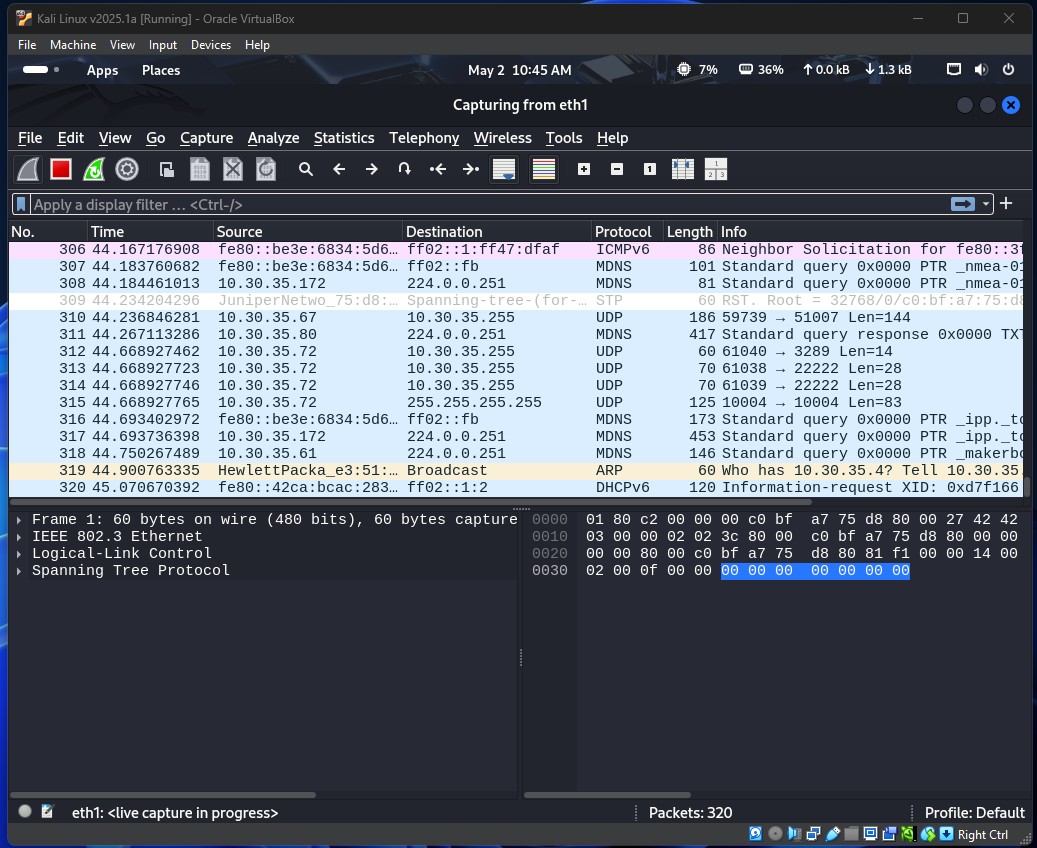 Kali Linux v2025.1a [Running] - Oracle VirtualBox
File Machine View Input Devices Help
Apps Places May 2 10:45 AM 7% 36% ↑0.0 kB ↓1.3 kB
Capturing from eth1
File Edit View Go Capture Analyze Statistics Telephony Wireless Tools Help
Apply a display filter … <Ctrl-/>
No. Time Source Destination Protocol Length Info
306 44.167176908 fe80::be3e:6834:5d6… ff02::1:ff47:dfaf ICMPv6 86 Neighbor Solicitation for fe80::3f
307 44.183760682 fe80::be3e:6834:5d6… ff02::fb MDNS 101 Standard query 0x0000 PTR _nmea-01
308 44.184461013 10.30.35.172 224.0.0.251 MDNS 81 Standard query 0x0000 PTR _nmea-01
309 44.234204296 JuniperNetwo_75:d8:… Spanning-tree-(for-… STP 60 RST. Root = 32768/0/c0:bf:a7:75:d8
310 44.236846281 10.30.35.67 10.30.35.255 UDP 186 59739 → 51007 Len=144
311 44.267113286 10.30.35.80 224.0.0.251 MDNS 417 Standard query response 0x0000 TXT
312 44.668927462 10.30.35.72 10.30.35.255 UDP 60 61040 → 3289 Len=14
313 44.668927723 10.30.35.72 10.30.35.255 UDP 70 61038 → 22222 Len=28
314 44.668927746 10.30.35.72 10.30.35.255 UDP 70 61039 → 22222 Len=28
315 44.668927765 10.30.35.72 255.255.255.255 UDP 125 10004 → 10004 Len=83
316 44.693402972 fe80::be3e:6834:5d6… ff02::fb MDNS 173 Standard query 0x0000 PTR _ipp._tc
317 44.693736398 10.30.35.172 224.0.0.251 MDNS 453 Standard query 0x0000 PTR _ipp._tc
318 44.750267489 10.30.35.61 224.0.0.251 MDNS 146 Standard query 0x0000 PTR _makerbo
319 44.900763335 HewlettPacka_e3:51:… Broadcast ARP 60 Who has 10.30.35.4? Tell 10.30.35.
320 45.070670392 fe80::42ca:bcac:283… ff02::1:2 DHCPv6 120 Information-request XID: 0xd7f166
Frame 1: 60 bytes on wire (480 bits), 60 bytes capture
IEEE 802.3 Ethernet
Logical-Link Control
Spanning Tree Protocol
0000 01 80 c2 00 00 00 c0 bf a7 75 d8 80 00 27 42 42
0010 03 00 00 02 02 3c 80 00 c0 bf a7 75 d8 80 00 00
0020 00 00 80 00 c0 bf a7 75 d8 80 81 f1 00 00 14 00
0030 02 00 0f 00 00 00 00 00 00 00 00 00
eth1: <live capture in progress> Packets: 320 Profile: Default
Right Ctrl